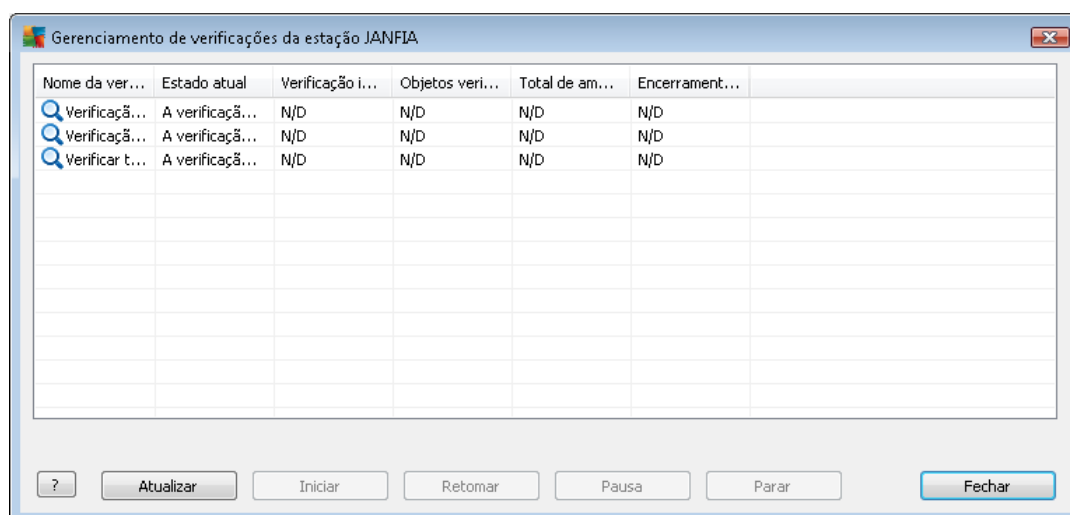 Gerenciamento de verificações da estação JANFIA
Nome da ver... Estado atual Verificação i... Objetos veri... Total de am... Encerrament...
Verificaçã... A verificaçã... N/D N/D N/D N/D
Verificaçã... A verificaçã... N/D N/D N/D N/D
Verificar t... A verificaçã... N/D N/D N/D N/D
? Atualizar Iniciar Retomar Pausa Parar Fechar